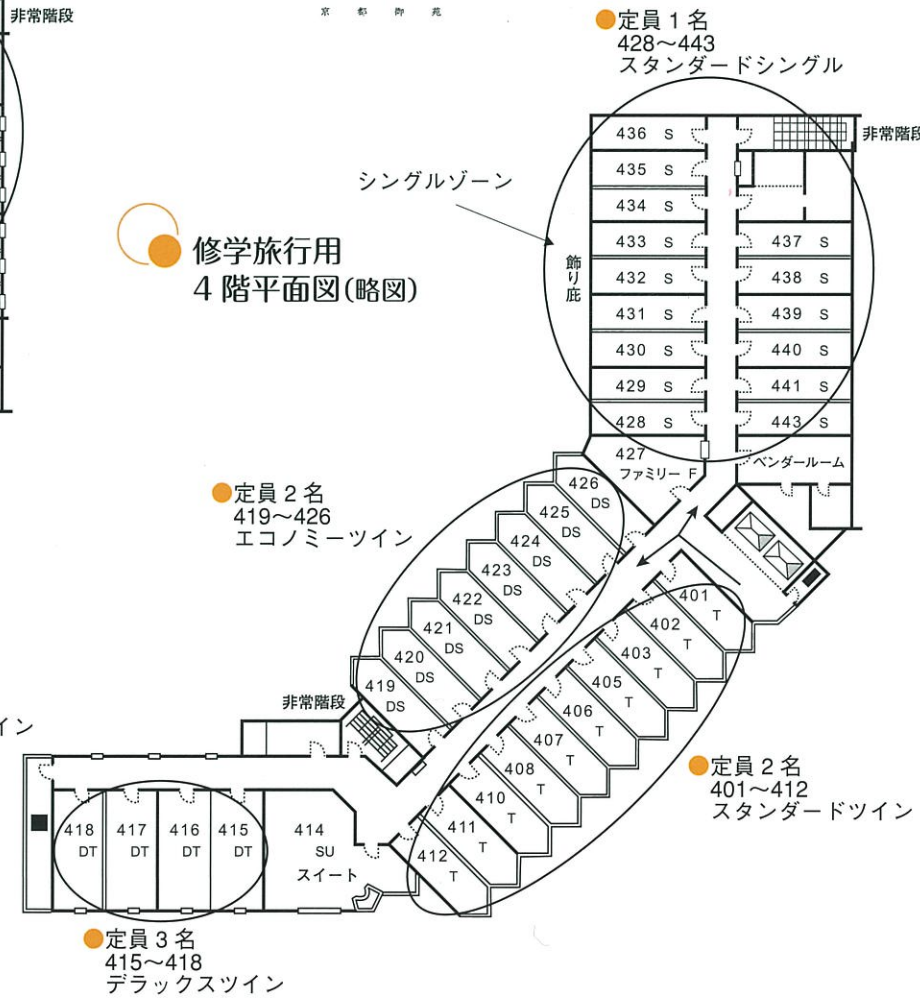 非常階段
京都御苑
●定員1名
428～443
スタンダードシングル
非常階段
シングルゾーン
修学旅行用
4階平面図(略図)
飾り庇
436 S
435 S
434 S
433 S
432 S
431 S
430 S
429 S
428 S
437 S
438 S
439 S
440 S
441 S
443 S
427
ファミリー F
ベンダールーム
●定員2名
419～426
エコノミーツイン
426 DS
425 DS
424 DS
423 DS
422 DS
421 DS
420 DS
419 DS
401 T
402 T
403 T
405 T
406 T
407 T
408 T
410 T
411 T
412 T
非常階段
イン
●定員2名
401～412
スタンダードツイン
418 DT
417 DT
416 DT
415 DT
414
SU
スイート
●定員3名
415～418
デラックスツイン